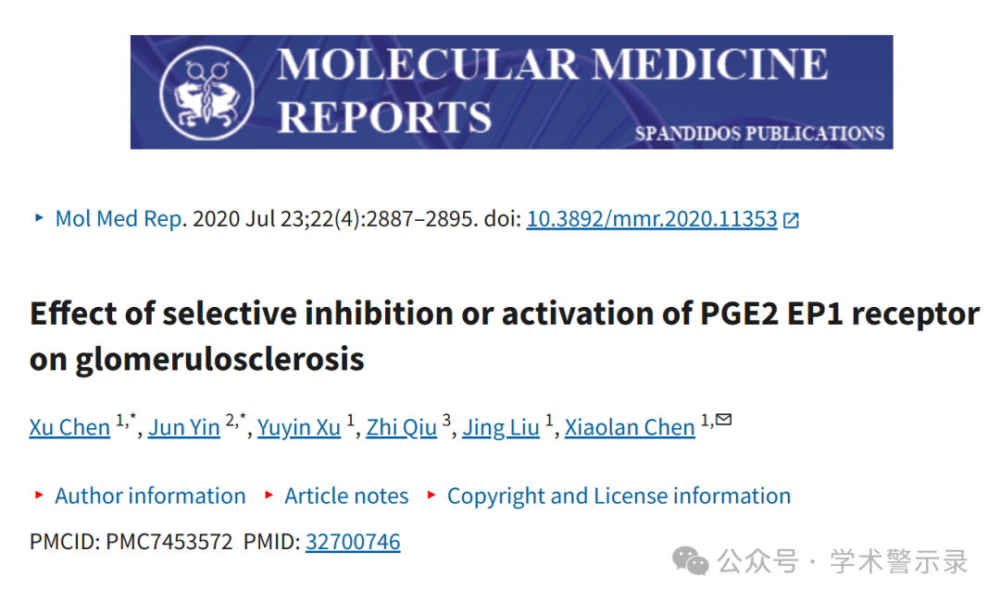 MOLECULAR MEDICINE
REPORTS
SPANDIDOS PUBLICATIONS
Mol Med Rep. 2020 Jul 23;22(4):2887–2895. doi: 10.3892/mmr.2020.11353
Effect of selective inhibition or activation of PGE2 EP1 receptor
on glomerulosclerosis
Xu Chen 1,*, Jun Yin 2,*, Yuyin Xu 1, Zhi Qiu 3, Jing Liu 1, Xiaolan Chen 1,✉
Author information Article notes Copyright and License information
PMCID: PMC7453572 PMID: 32700746
公众号 · 学术警示录